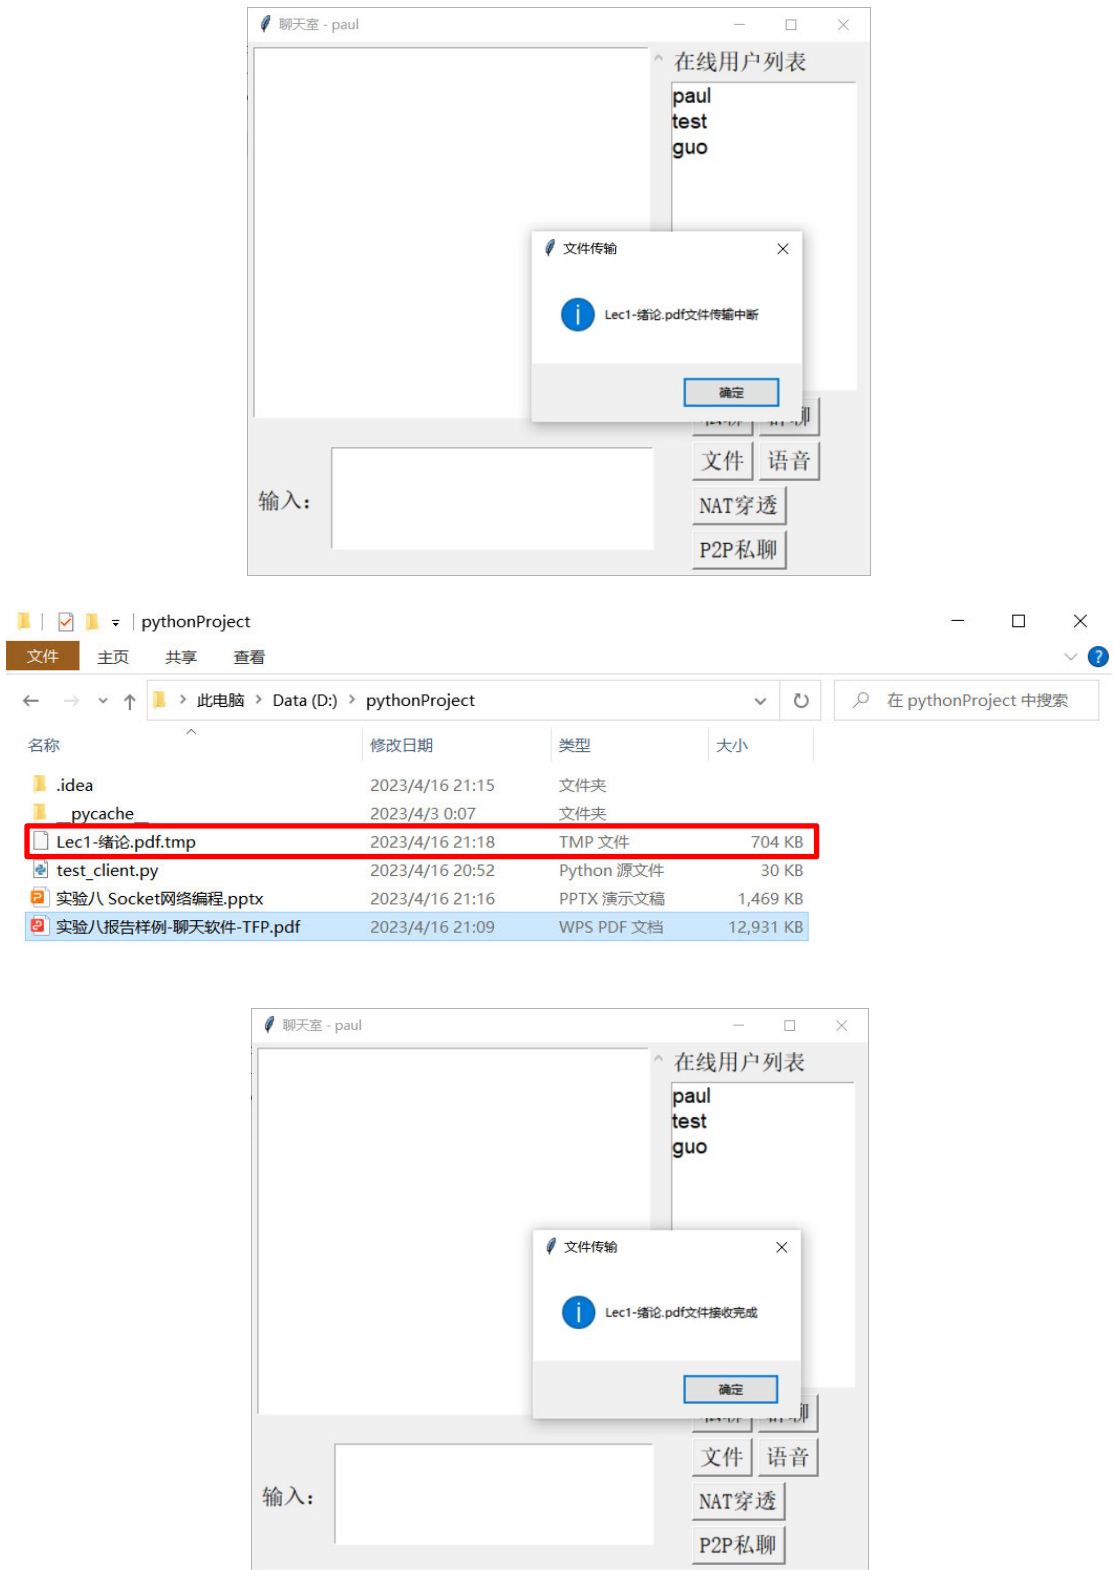 聊天室 - paul
在线用户列表
paul
test
guo
文件传输
Lec1-绪论.pdf文件传输中断
确定
文件 语音
输入：
NAT穿透
P2P私聊
pythonProject
文件 主页 共享 查看
此电脑 > Data (D:) > pythonProject
在 pythonProject 中搜索
名称 修改日期 类型 大小
.idea 2023/4/16 21:15 文件夹
__pycache__ 2023/4/3 0:07 文件夹
Lec1-绪论.pdf.tmp 2023/4/16 21:18 TMP 文件 704 KB
test_client.py 2023/4/16 20:52 Python 源文件 30 KB
实验八 Socket网络编程.pptx 2023/4/16 21:16 PPTX 演示文稿 1,469 KB
实验八报告样例-聊天软件-TFP.pdf 2023/4/16 21:09 WPS PDF 文档 12,931 KB
聊天室 - paul
在线用户列表
paul
test
guo
文件传输
Lec1-绪论.pdf文件接收完成
确定
文件 语音
输入：
NAT穿透
P2P私聊